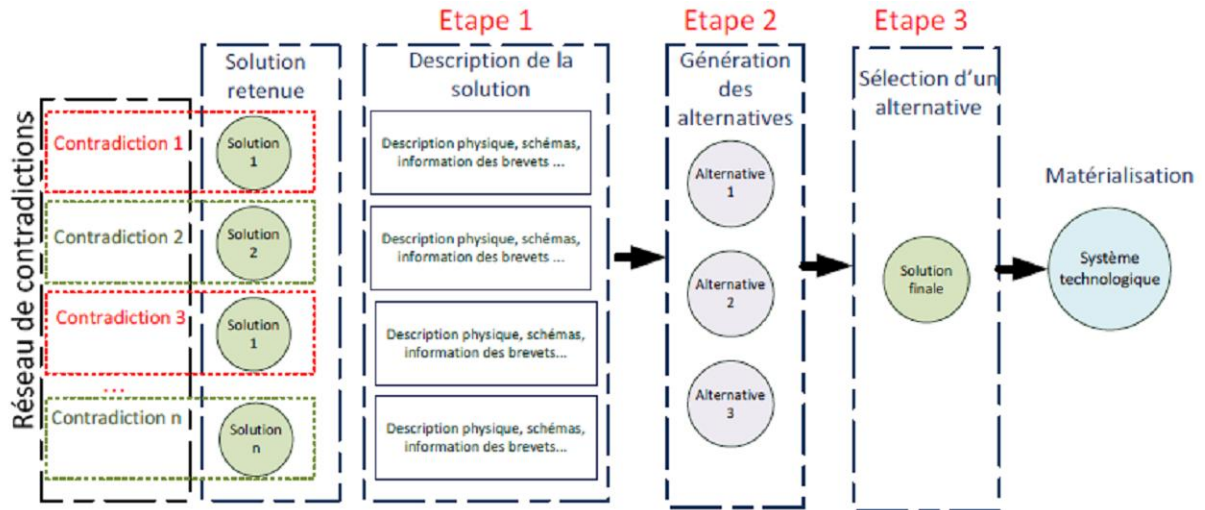 Etape 1
Etape 2
Etape 3
Réseau de contradictions
Solution
retenue
Contradiction 1
Solution
1
Contradiction 2
Solution
2
Contradiction 3
Solution
1
...
Contradiction n
Solution
n
Description de la
solution
Description physique, schémas,
information des brevets ...
Description physique, schémas,
information des brevets ...
Description physique, schémas,
information des brevets...
Description physique, schémas,
information des brevets...
Génération
des
alternatives
Alternative
1
Alternative
2
Alternative
3
Sélection d'un
alternative
Solution
finale
Matérialisation
Système
technologique